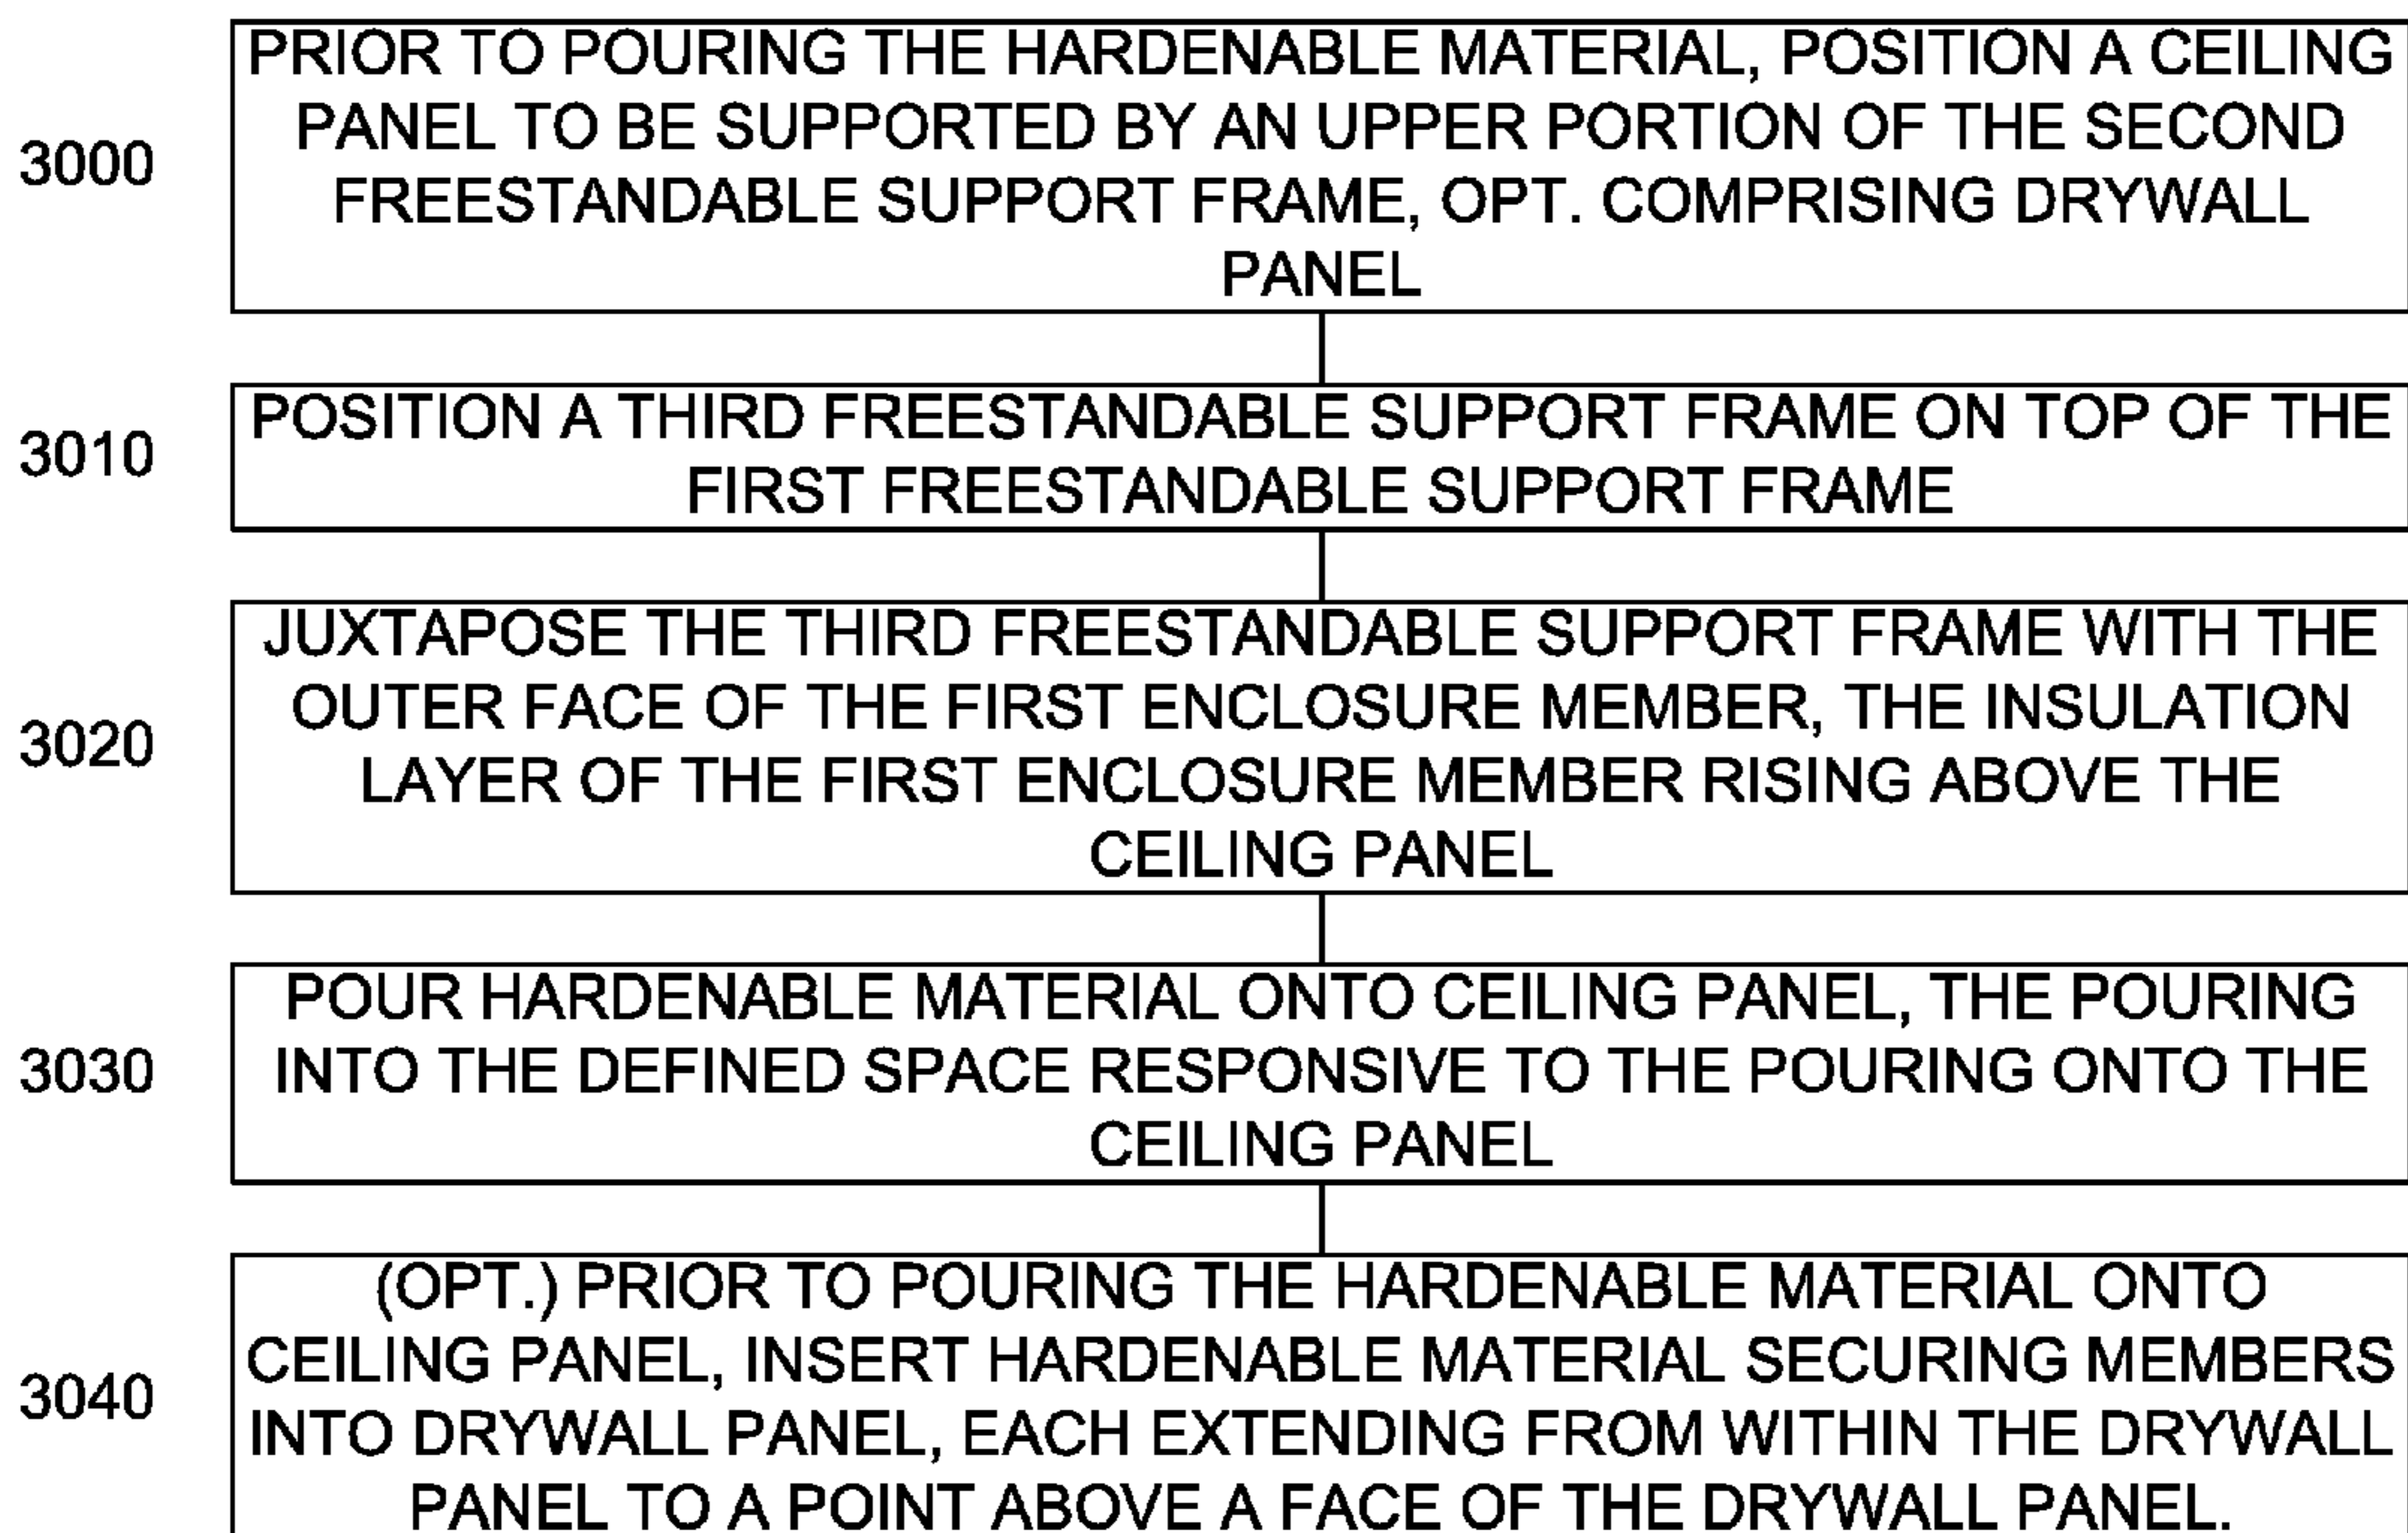 PRIOR TO POURING THE HARDENABLE MATERIAL, POSITION A CEILING
PANEL TO BE SUPPORTED BY AN UPPER PORTION OF THE SECOND
3000
FREESTANDABLE SUPPORT FRAME, OPT. COMPRISING DRYWALL
PANEL
POSITION A THIRD FREESTANDABLE SUPPORT FRAME ON TOP OF THE
3010
FIRST FREESTANDABLE SUPPORT FRAME
JUXTAPOSE THE THIRD FREESTANDABLE SUPPORT FRAME WITH THE
OUTER FACE OF THE FIRST ENCLOSURE MEMBER, THE INSULATION
3020
LAYER OF THE FIRST ENCLOSURE MEMBER RISING ABOVE THE
CEILING PANEL
POUR HARDENABLE MATERIAL ONTO CEILING PANEL, THE POURING
3030
INTO THE DEFINED SPACE RESPONSIVE TO THE POURING ONTO THE
CEILING PANEL
(OPT.) PRIOR TO POURING THE HARDENABLE MATERIAL ONTO
CEILING PANEL, INSERT HARDENABLE MATERIAL SECURING MEMBERS
3040
INTO DRYWALL PANEL, EACH EXTENDING FROM WITHIN THE DRYWALL
PANEL TO A POINT ABOVE A FACE OF THE DRYWALL PANEL.